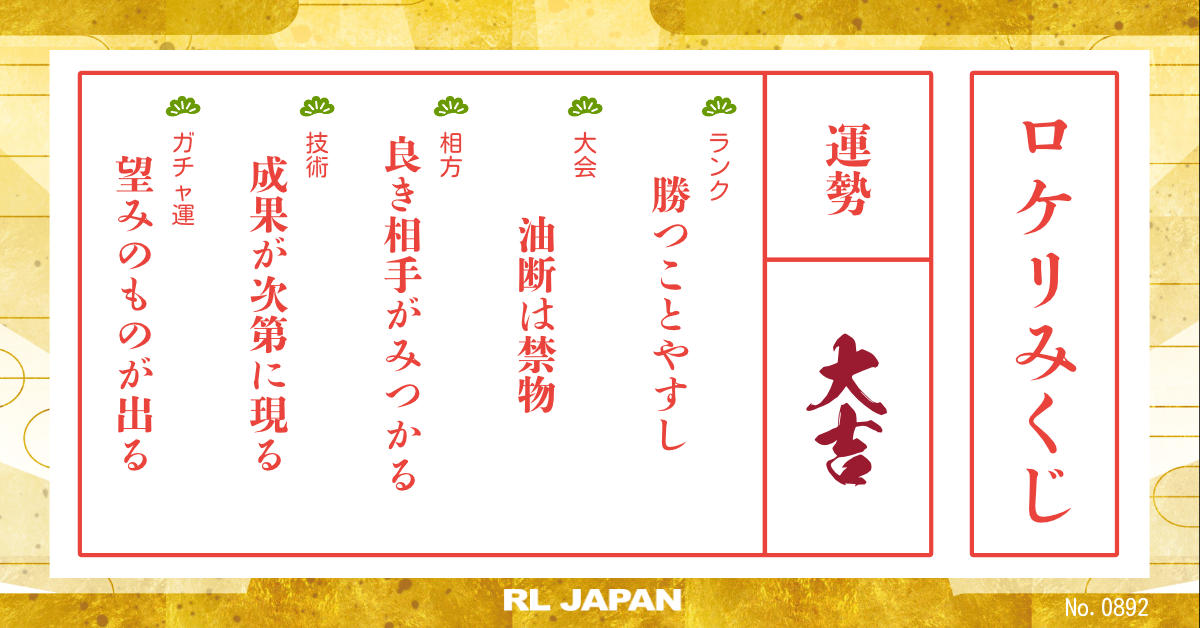 ロケリみくじ
運勢
大吉
ランク
勝つことやすし
大会
油断は禁物
相方
良き相手がみつかる
技術
成果が次第に現る
ガチャ運
望みのものが出る
RL JAPAN
No. 0892